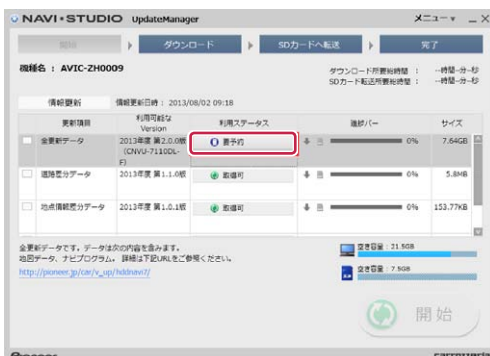 NAVI・STUDIO UpdateManager メニュー
開始 ダウンロード SDカードへ転送 完了
機種名 : AVIC-ZH0009
ダウンロード所要総時間 : --時間--分--秒
SDカード転送所要総時間 : --時間--分--秒
情報更新 情報更新日時 : 2013/08/02 09:18
更新項目 利用可能な Version 利用ステータス 進捗バー サイズ
全更新データ 2013年度 第2.0.0版 (CNVU-7110DL-F) 要予約 0% 7.64GB
道路差分データ 2013年度 第1.1.0版 取得可 0% 5.8MB
地点情報差分データ 2013年度 第1.0.1版 取得可 0% 153.77KB
全更新データです。データは次の内容を含みます。
地図データ、ナビプログラム。 詳細は下記URLをご参照ください。
http://pioneer.jp/car/v_up/hddnavi7/
空き容量 : 21.5GB
空き容量 : 7.5GB
開始